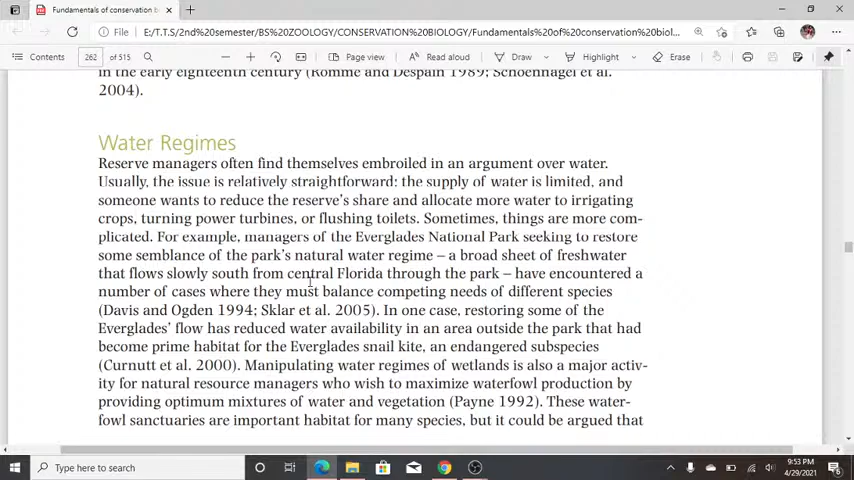 Fundamentals of conservation b
File
E:/T.T.S/2nd%20semester/BS%20ZOOLOGY/CONSERVATION%20BIOLOGY/Fundamentals%20of%20conservation%20biol...
Contents
262
of 515
Page view
Read aloud
Draw
Highlight
Erase
in the early eighteenth century (Romme and Despain 1989; Schoennagel et al.
2004).
Water Regimes
Reserve managers often find themselves embroiled in an argument over water.
Usually, the issue is relatively straightforward: the supply of water is limited, and
someone wants to reduce the reserve's share and allocate more water to irrigating
crops, turning power turbines, or flushing toilets. Sometimes, things are more com-
plicated. For example, managers of the Everglades National Park seeking to restore
some semblance of the park's natural water regime – a broad sheet of freshwater
that flows slowly south from central Florida through the park – have encountered a
number of cases where they must balance competing needs of different species
(Davis and Ogden 1994; Sklar et al. 2005). In one case, restoring some of the
Everglades' flow has reduced water availability in an area outside the park that had
become prime habitat for the Everglades snail kite, an endangered subspecies
(Curnutt et al. 2000). Manipulating water regimes of wetlands is also a major activ-
ity for natural resource managers who wish to maximize waterfowl production by
providing optimum mixtures of water and vegetation (Payne 1992). These water-
fowl sanctuaries are important habitat for many species, but it could be argued that
Type here to search
9:53 PM
4/29/2021